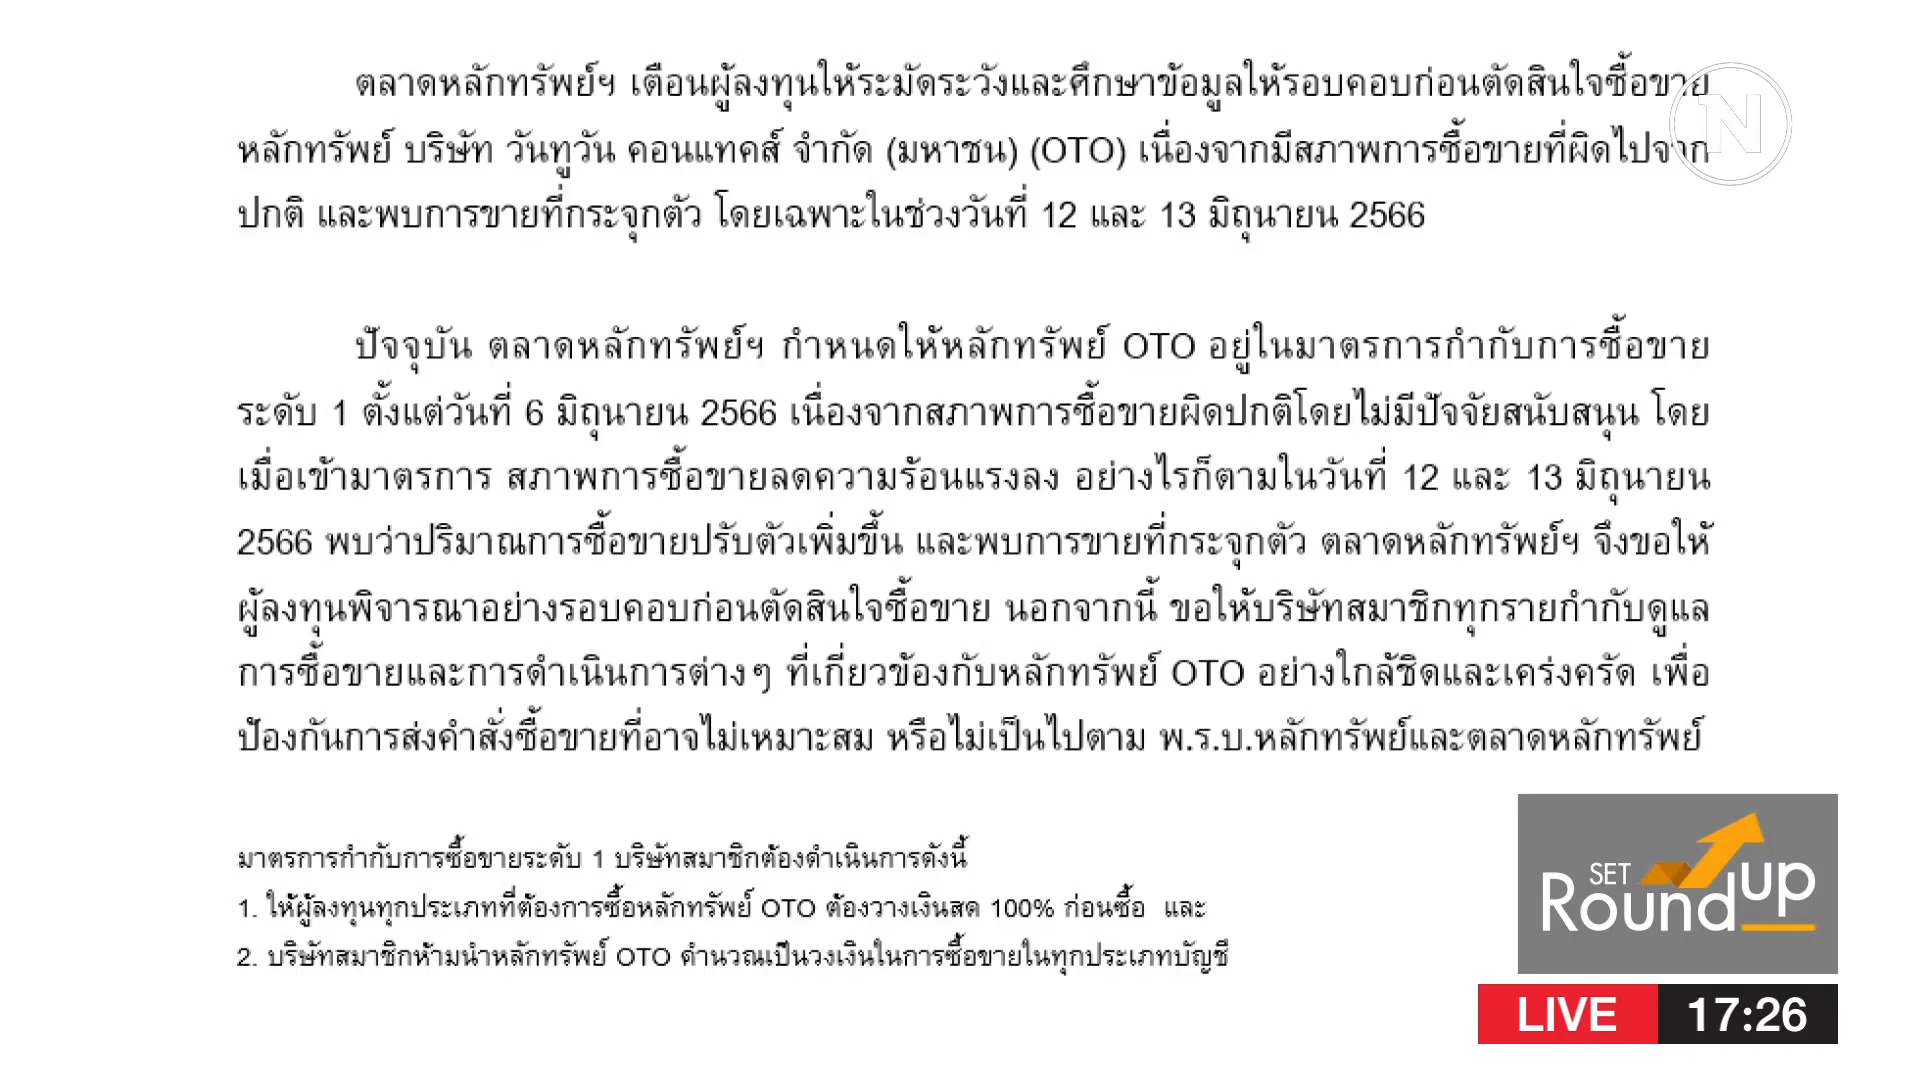 ตลาดหลักทรัพย์ฯ เตือนผู้ลงทุนให้ระมัดระวังและศึกษาข้อมูลให้รอบคอบก่อนตัดสินใจซื้อขาย
หลักทรัพย์ บริษัท วันทูวัน คอนแทคส์ จำกัด (มหาชน) (OTO) เนื่องจากมีสภาพการซื้อขายที่ผิดไปจาก
ปกติ และพบการขายที่กระจุกตัว โดยเฉพาะในช่วงวันที่ 12 และ 13 มิถุนายน 2566
ปัจจุบัน ตลาดหลักทรัพย์ฯ กำหนดให้หลักทรัพย์ OTO อยู่ในมาตรการกำกับการซื้อขาย
ระดับ 1 ตั้งแต่วันที่ 6 มิถุนายน 2566 เนื่องจากสภาพการซื้อขายผิดปกติโดยไม่มีปัจจัยสนับสนุน โดย
เมื่อเข้ามาตรการ สภาพการซื้อขายลดความร้อนแรงลง อย่างไรก็ตามในวันที่ 12 และ 13 มิถุนายน
2566 พบว่าปริมาณการซื้อขายปรับตัวเพิ่มขึ้น และพบการขายที่กระจุกตัว ตลาดหลักทรัพย์ฯ จึงขอให้
ผู้ลงทุนพิจารณาอย่างรอบคอบก่อนตัดสินใจซื้อขาย นอกจากนี้ ขอให้บริษัทสมาชิกทุกรายกำกับดูแล
การซื้อขายและการดำเนินการต่างๆ ที่เกี่ยวข้องกับหลักทรัพย์ OTO อย่างใกล้ชิดและเคร่งครัด เพื่อ
ป้องกันการส่งคำสั่งซื้อขายที่อาจไม่เหมาะสม หรือไม่เป็นไปตาม พ.ร.บ.หลักทรัพย์และตลาดหลักทรัพย์
มาตรการกำกับการซื้อขายระดับ 1 บริษัทสมาชิกต้องดำเนินการดังนี้
1. ให้ผู้ลงทุนทุกประเภทที่ต้องการซื้อหลักทรัพย์ OTO ต้องวางเงินสด 100% ก่อนซื้อ และ
2. บริษัทสมาชิกห้ามนำหลักทรัพย์ OTO คำนวณเป็นวงเงินในการซื้อขายในทุกประเภทบัญชี
N
SET
Roundup
LIVE 17:26